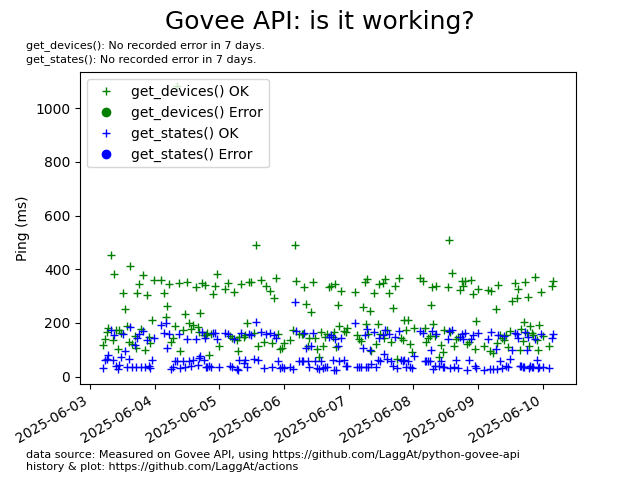 Govee API: is it working?
get_devices(): No recorded error in 7 days.
get_states(): No recorded error in 7 days.
get_devices() OK
get_devices() Error
get_states() OK
get_states() Error
Ping (ms)
1000
800
600
400
200
0
2025-06-03
2025-06-04
2025-06-05
2025-06-06
2025-06-07
2025-06-08
2025-06-09
2025-06-10
data source: Measured on Govee API, using https://github.com/LaggAt/python-govee-api
history & plot: https://github.com/LaggAt/actions